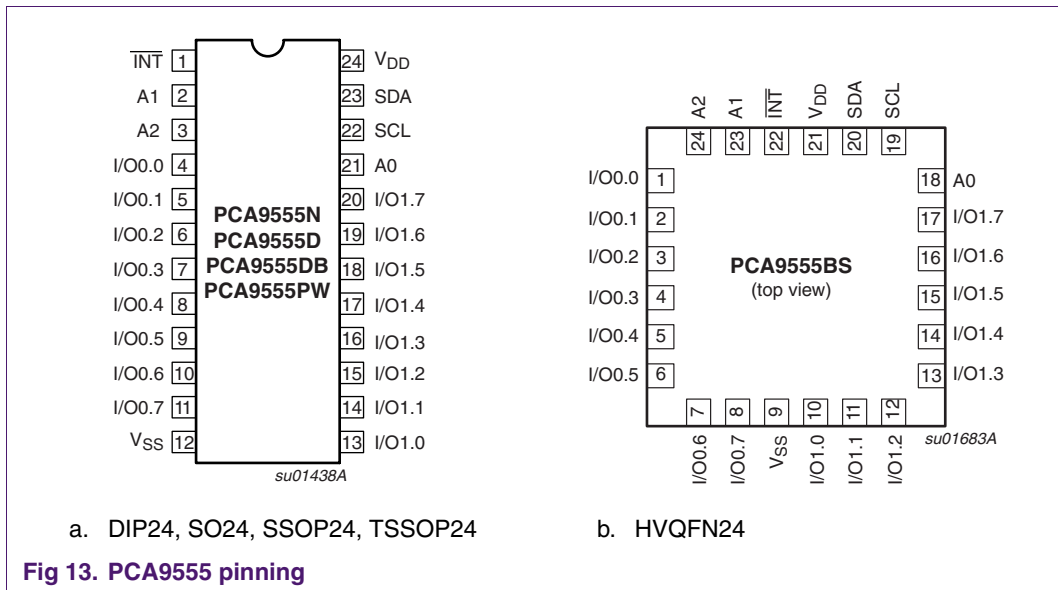 INT 1
A1 2
A2 3
I/O0.0 4
I/O0.1 5
I/O0.2 6
I/O0.3 7
I/O0.4 8
I/O0.5 9
I/O0.6 10
I/O0.7 11
VSS 12
PCA9555N
PCA9555D
PCA9555DB
PCA9555PW
24 VDD
23 SDA
22 SCL
21 A0
20 I/O1.7
19 I/O1.6
18 I/O1.5
17 I/O1.4
16 I/O1.3
15 I/O1.2
14 I/O1.1
13 I/O1.0
su01438A
a. DIP24, SO24, SSOP24, TSSOP24
A2 A1 INT VDD SDA SCL
24 23 22 21 20 19
I/O0.0 1
I/O0.1 2
I/O0.2 3
I/O0.3 4
I/O0.4 5
I/O0.5 6
PCA9555BS
(top view)
18 A0
17 I/O1.7
16 I/O1.6
15 I/O1.5
14 I/O1.4
13 I/O1.3
7 8 9 10 11 12
I/O0.6 I/O0.7 VSS I/O1.0 I/O1.1 I/O1.2
su01683A
b. HVQFN24
Fig 13. PCA9555 pinning